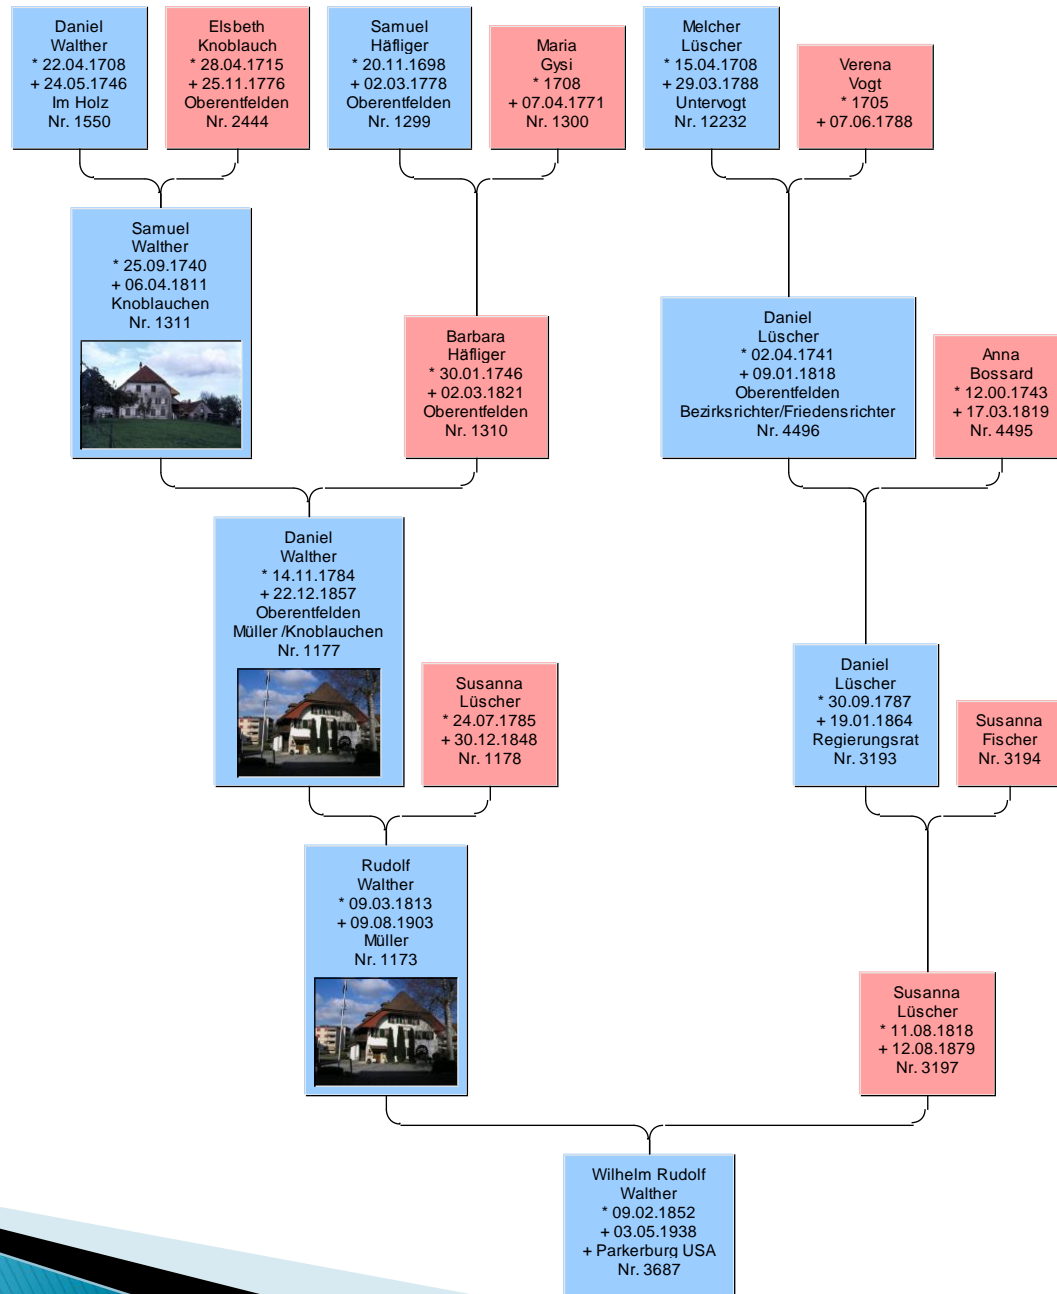 Daniel
Walther
* 22.04.1708
+ 24.05.1746
Im Holz
Nr. 1550
Elsbeth
Knoblauch
* 28.04.1715
+ 25.11.1776
Oberentfelden
Nr. 2444
Samuel
Häfliger
* 20.11.1698
+ 02.03.1778
Oberentfelden
Nr. 1299
Maria
Gysi
* 1708
+ 07.04.1771
Nr. 1300
Melcher
Lüscher
* 15.04.1708
+ 29.03.1788
Untervogt
Nr. 12232
Verena
Vogt
* 1705
+ 07.06.1788
Samuel
Walther
* 25.09.1740
+ 06.04.1811
Knoblauchen
Nr. 1311
Barbara
Häfliger
* 30.01.1746
+ 02.03.1821
Oberentfelden
Nr. 1310
Daniel
Lüscher
* 02.04.1741
+ 09.01.1818
Oberentfelden
Bezirksrichter/Friedensrichter
Nr. 4496
Anna
Bossard
* 12.00.1743
+ 17.03.1819
Nr. 4495
Daniel
Walther
* 14.11.1784
+ 22.12.1857
Oberentfelden
Müller /Knoblauchen
Nr. 1177
Susanna
Lüscher
* 24.07.1785
+ 30.12.1848
Nr. 1178
Daniel
Lüscher
* 30.09.1787
+ 19.01.1864
Regierungsrat
Nr. 3193
Susanna
Fischer
Nr. 3194
Rudolf
Walther
* 09.03.1813
+ 09.08.1903
Müller
Nr. 1173
Susanna
Lüscher
* 11.08.1818
+ 12.08.1879
Nr. 3197
Wilhelm Rudolf
Walther
* 09.02.1852
+ 03.05.1938
+ Parkerburg USA
Nr. 3687